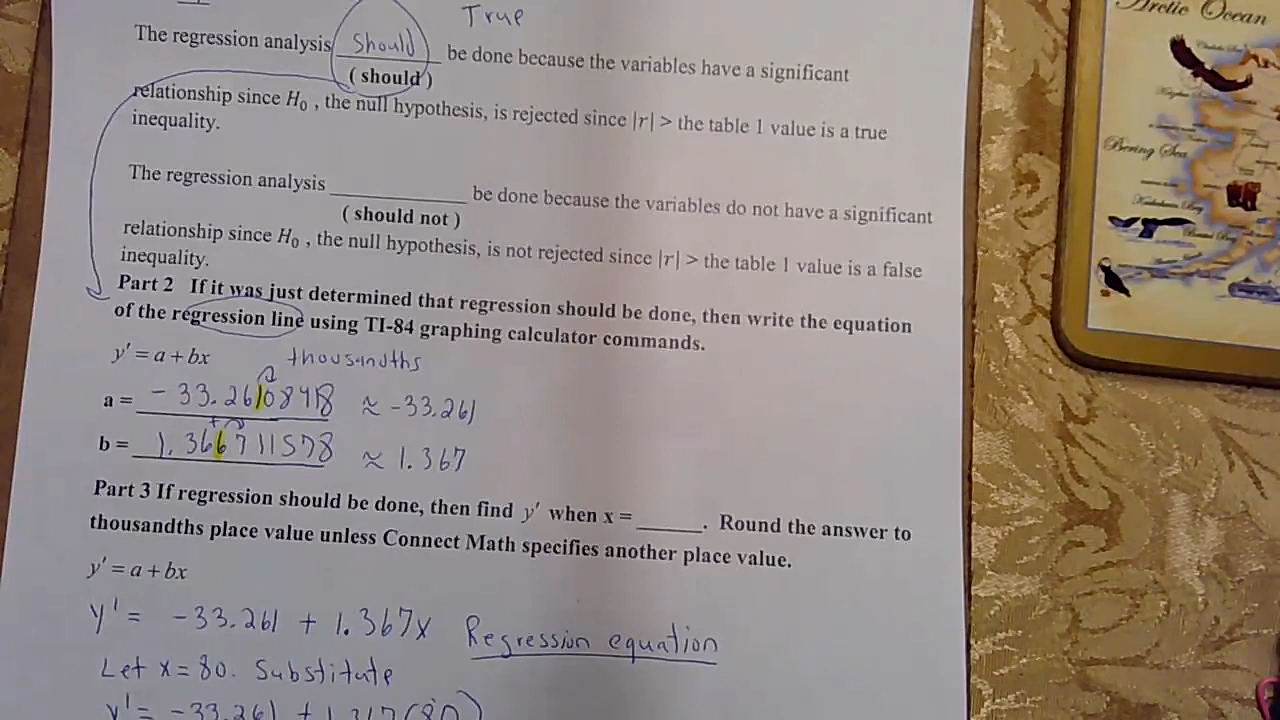 True
The regression analysis should be done because the variables have a significant
( should )
relationship since H₀ , the null hypothesis, is rejected since |r| > the table 1 value is a true
inequality.
The regression analysis ____________ be done because the variables do not have a significant
( should not )
relationship since H₀ , the null hypothesis, is not rejected since |r| > the table 1 value is a false
inequality.
Part 2 If it was just determined that regression should be done, then write the equation
of the regression line using TI-84 graphing calculator commands.
y' = a + bx thousandths
a = -33.26108418 ≈ -33.261
b = 1.366711578 ≈ 1.367
Part 3 If regression should be done, then find y' when x = ______. Round the answer to
thousandths place value unless Connect Math specifies another place value.
y' = a + bx
y' = -33.261 + 1.367x Regression equation
Let x = 80. Substitute
y' = -33.261 +
Arctic Ocean
Bering Sea